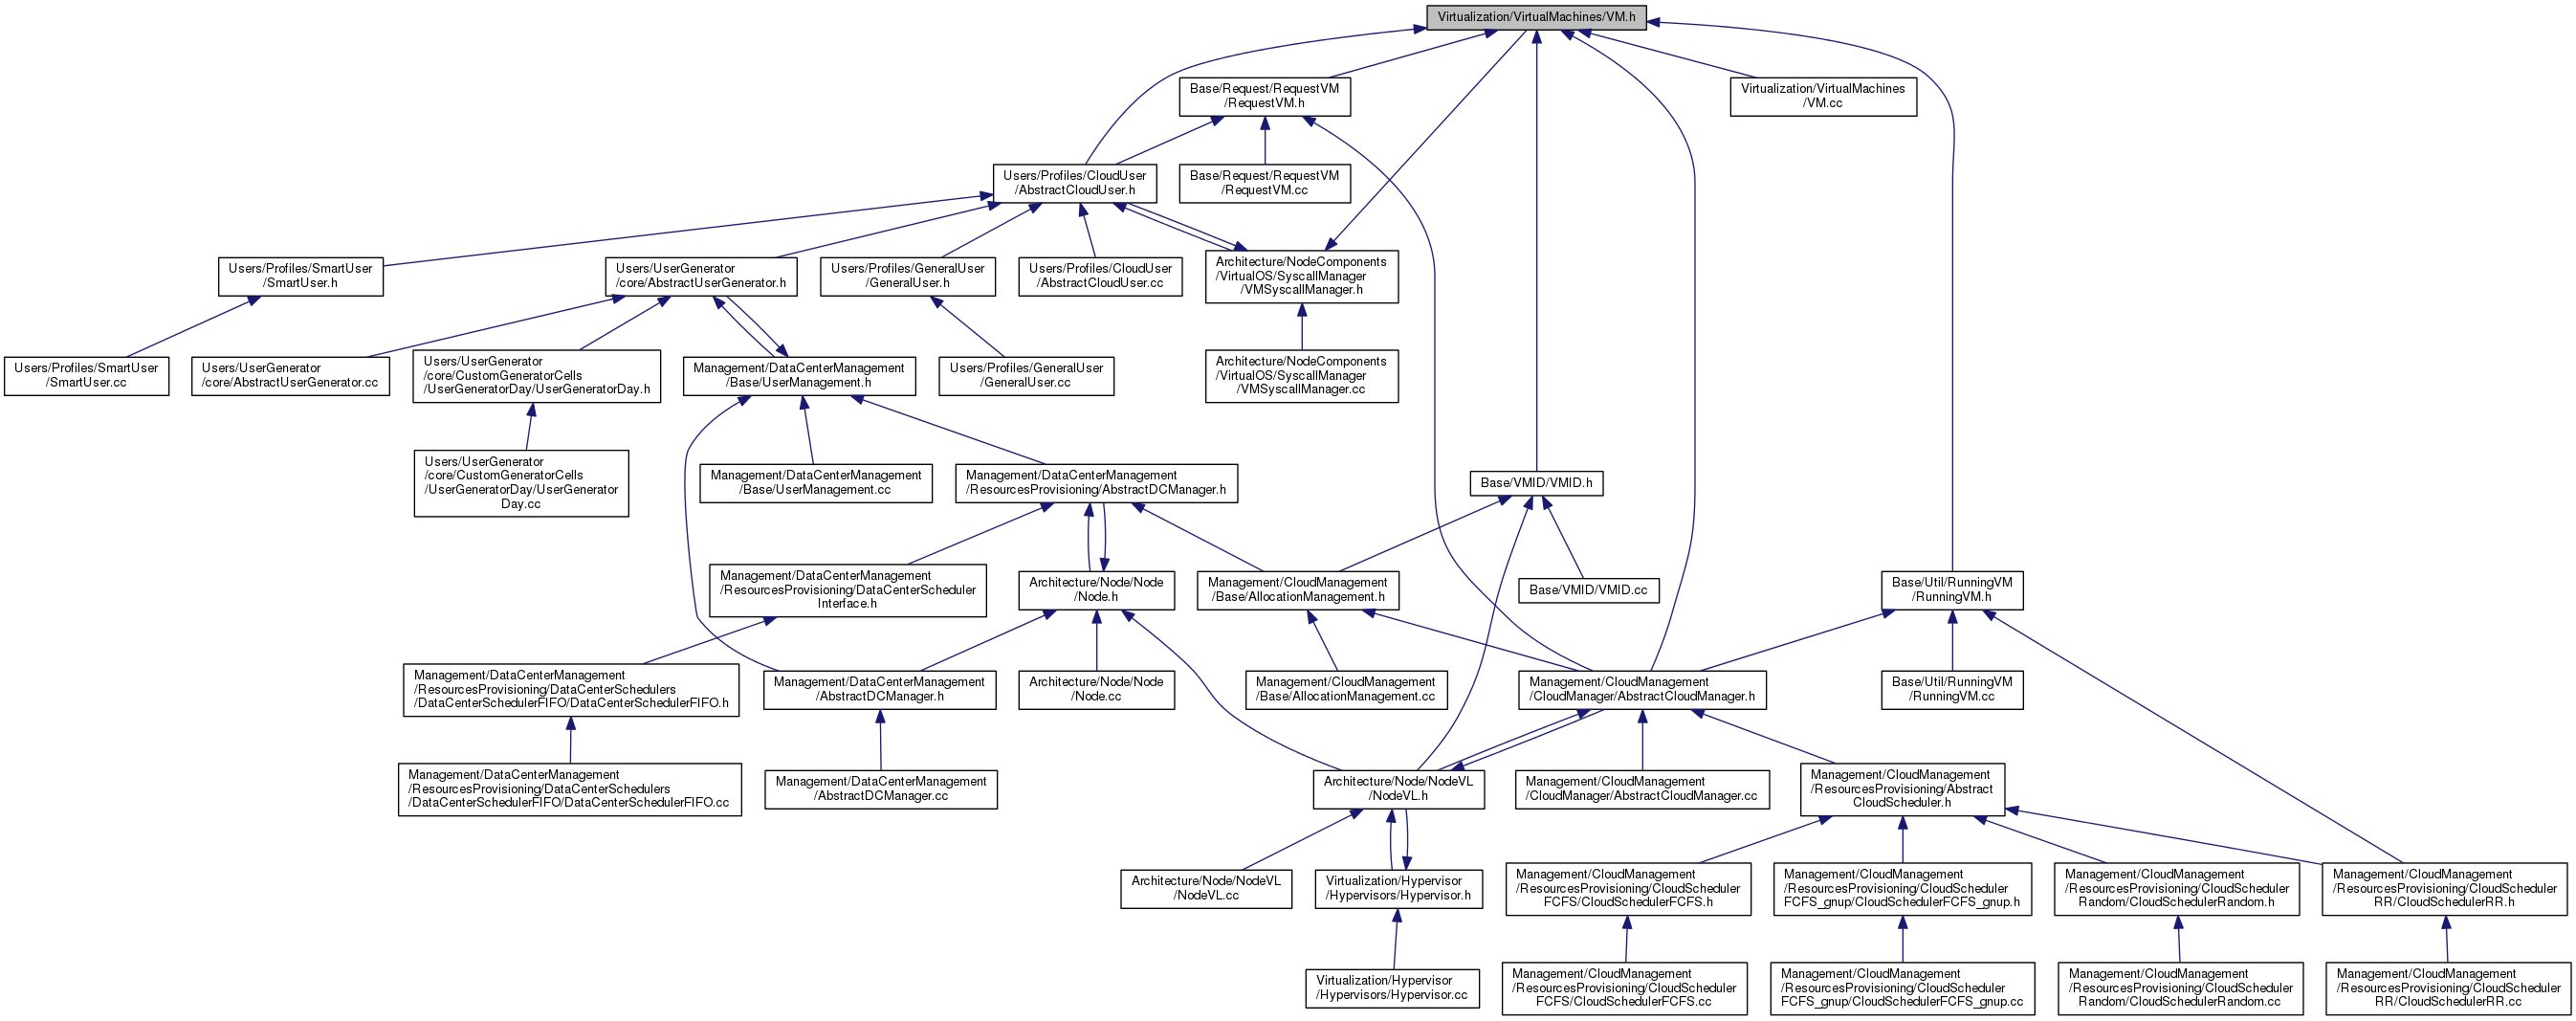 Virtualization/VirtualMachines/VM.h
Base/Request/RequestVM
/RequestVM.h
Virtualization/VirtualMachines
/VM.cc
Users/Profiles/CloudUser
/AbstractCloudUser.h
Base/Request/RequestVM
/RequestVM.cc
Users/Profiles/SmartUser
/SmartUser.h
Users/UserGenerator
/core/AbstractUserGenerator.h
Users/Profiles/GeneralUser
/GeneralUser.h
Users/Profiles/CloudUser
/AbstractCloudUser.cc
Architecture/NodeComponents
/VirtualOS/SyscallManager
/VMSyscallManager.h
Users/Profiles/SmartUser
/SmartUser.cc
Users/UserGenerator
/core/AbstractUserGenerator.cc
Users/UserGenerator
/core/CustomGeneratorCells
/UserGeneratorDay/UserGeneratorDay.h
Management/DataCenterManagement
/Base/UserManagement.h
Users/Profiles/GeneralUser
/GeneralUser.cc
Architecture/NodeComponents
/VirtualOS/SyscallManager
/VMSyscallManager.cc
Users/UserGenerator
/core/CustomGeneratorCells
/UserGeneratorDay/UserGenerator
Day.cc
Management/DataCenterManagement
/Base/UserManagement.cc
Management/DataCenterManagement
/ResourcesProvisioning/AbstractDCManager.h
Base/VMID/VMID.h
Management/DataCenterManagement
/ResourcesProvisioning/DataCenterScheduler
Interface.h
Architecture/Node/Node
/Node.h
Management/CloudManagement
/Base/AllocationManagement.h
Base/VMID/VMID.cc
Base/Util/RunningVM
/RunningVM.h
Management/DataCenterManagement
/ResourcesProvisioning/DataCenterSchedulers
/DataCenterSchedulerFIFO/DataCenterSchedulerFIFO.h
Management/DataCenterManagement
/AbstractDCManager.h
Architecture/Node/Node
/Node.cc
Management/CloudManagement
/Base/AllocationManagement.cc
Management/CloudManagement
/CloudManager/AbstractCloudManager.h
Base/Util/RunningVM
/RunningVM.cc
Management/DataCenterManagement
/ResourcesProvisioning/DataCenterSchedulers
/DataCenterSchedulerFIFO/DataCenterSchedulerFIFO.cc
Management/DataCenterManagement
/AbstractDCManager.cc
Architecture/Node/NodeVL
/NodeVL.h
Management/CloudManagement
/CloudManager/AbstractCloudManager.cc
Management/CloudManagement
/ResourcesProvisioning/Abstract
CloudScheduler.h
Architecture/Node/NodeVL
/NodeVL.cc
Virtualization/Hypervisor
/Hypervisors/Hypervisor.h
Management/CloudManagement
/ResourcesProvisioning/CloudScheduler
FCFS/CloudSchedulerFCFS.h
Management/CloudManagement
/ResourcesProvisioning/CloudScheduler
FCFS_gnup/CloudSchedulerFCFS_gnup.h
Management/CloudManagement
/ResourcesProvisioning/CloudScheduler
Random/CloudSchedulerRandom.h
Management/CloudManagement
/ResourcesProvisioning/CloudScheduler
RR/CloudSchedulerRR.h
Virtualization/Hypervisor
/Hypervisors/Hypervisor.cc
Management/CloudManagement
/ResourcesProvisioning/CloudScheduler
FCFS/CloudSchedulerFCFS.cc
Management/CloudManagement
/ResourcesProvisioning/CloudScheduler
FCFS_gnup/CloudSchedulerFCFS_gnup.cc
Management/CloudManagement
/ResourcesProvisioning/CloudScheduler
Random/CloudSchedulerRandom.cc
Management/CloudManagement
/ResourcesProvisioning/CloudScheduler
RR/CloudSchedulerRR.cc